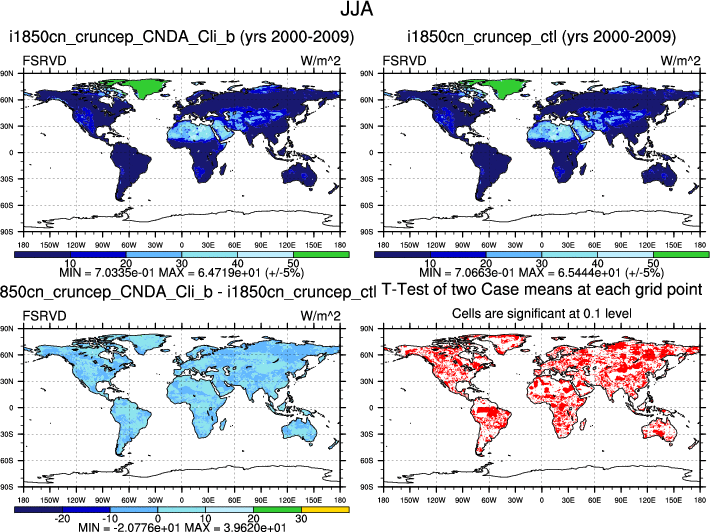 JJA
i1850cn_cruncep_CNDA_Cli_b (yrs 2000-2009)
i1850cn_cruncep_ctl (yrs 2000-2009)
FSRVD W/m^2
FSRVD W/m^2
90N
60N
30N
0
30S
60S
90S
180 150W 120W 90W 60W 30W 0 30E 60E 90E 120E 150E 180
10 20 30 40 50
MIN = 7.0335e-01 MAX = 6.4719e+01 (+/-5%)
90N
60N
30N
0
30S
60S
90S
180 150W 120W 90W 60W 30W 0 30E 60E 90E 120E 150E 180
10 20 30 40 50
MIN = 7.0663e-01 MAX = 6.5444e+01 (+/-5%)
850cn_cruncep_CNDA_Cli_b - i1850cn_cruncep_ctl
T-Test of two Case means at each grid point
FSRVD W/m^2
Cells are significant at 0.1 level
90N
60N
30N
0
30S
60S
90S
180 150W 120W 90W 60W 30W 0 30E 60E 90E 120E 150E 180
-20 -10 0 10 20 30
MIN = -2.0776e+01 MAX = 3.9620e+01
90N
60N
30N
0
30S
60S
90S
180 150W 120W 90W 60W 30W 0 30E 60E 90E 120E 150E 180